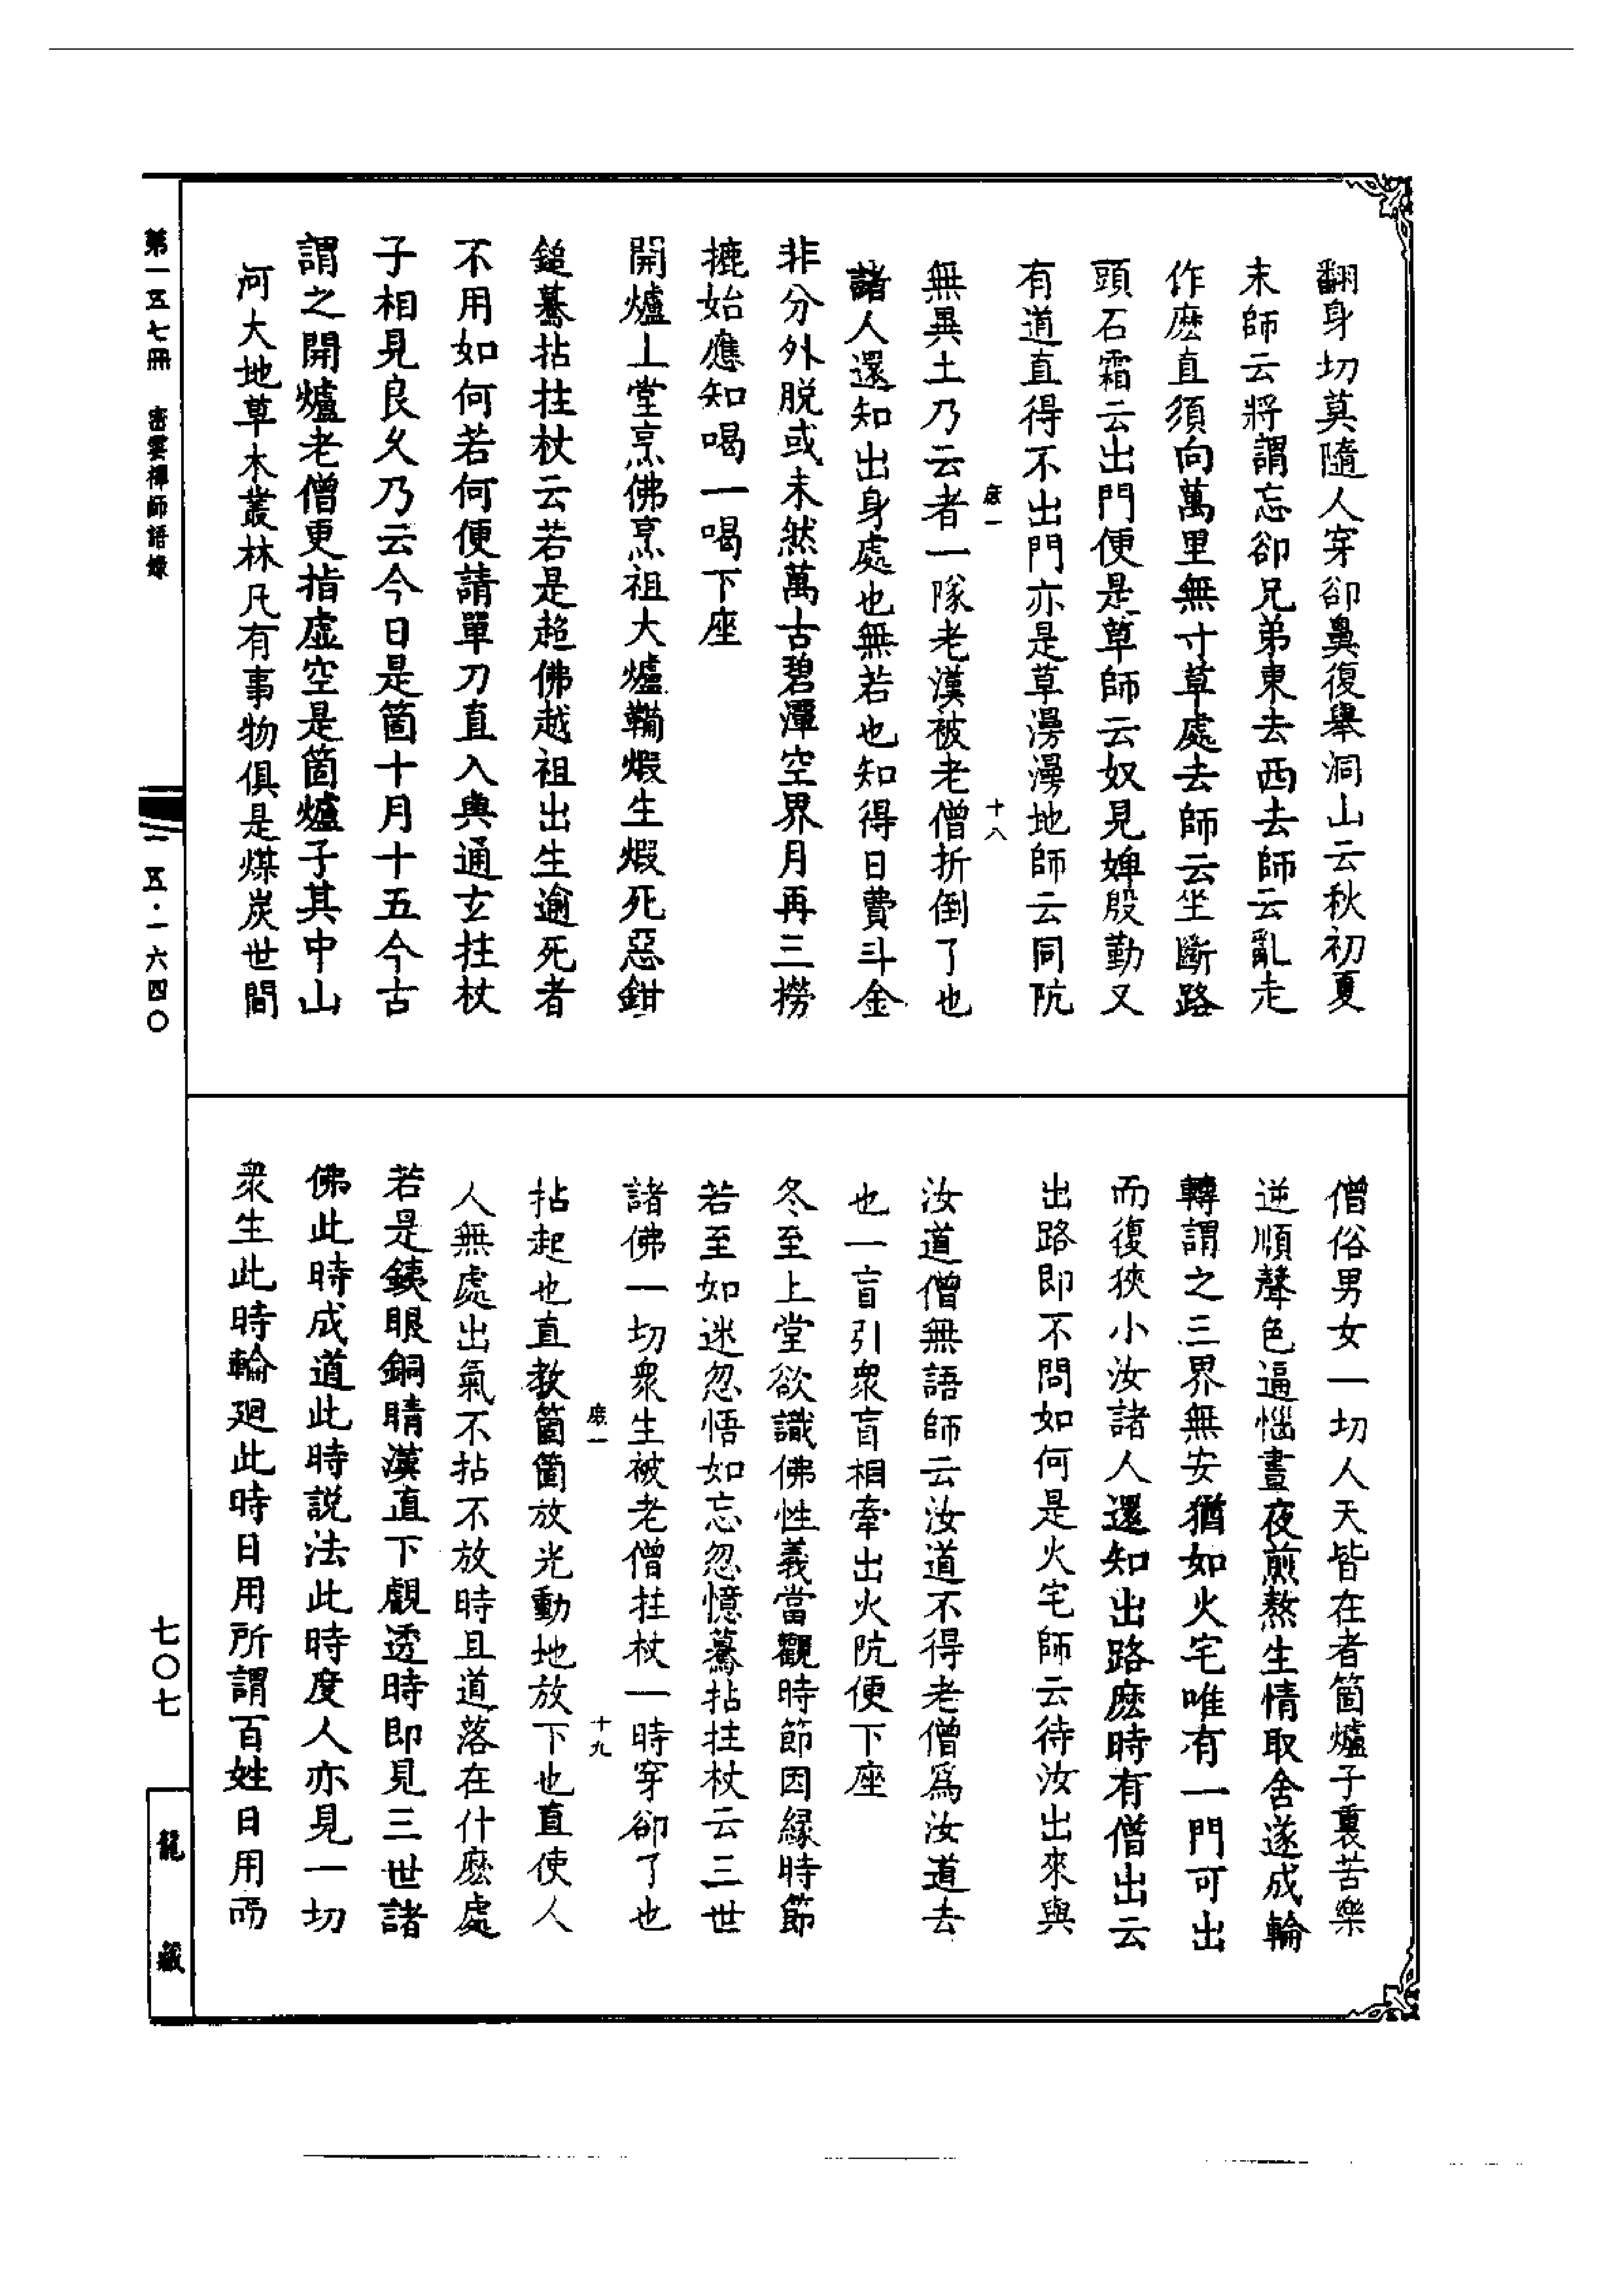 翻身切莫隨人穿卻鼻復舉洞山云秋初夏
末師云將謂忘卻兄弟東去西去師云亂走
作麼直須向萬里無寸草處去師云坐斷路
頭石霜云出門便是草師云奴見婢殷勤又
有道直得不出門亦是草漫漫地師云同阬
無異土乃云者一隊老漢被老僧折倒了也
諸人還知出身處也無若也知得日費斗金
非分外脫或未然萬古碧潭空界月再三撈
摝始應知喝一喝下座
開爐上堂烹佛烹祖大爐鞴煅生煅死惡鉗
鎚驀拈拄杖云若是超佛越祖出生逾死者
不用如何若何便請單刀直入與通玄拄杖
子相見良久乃云今日是箇十月十五今古
謂之開爐老僧更指虛空是箇爐子其中山
河大地草木叢林凡有事物俱是煤炭世間
十八
僧俗男女一切人天皆在者箇爐子裏苦樂
逆順聲色逼惱晝夜煎熬生情取舍遂成輪
轉謂之三界無安猶如火宅唯有一門可出
而復狹小汝諸人還知出路麼時有僧出云
出路即不問如何是火宅師云待汝出來與
汝道僧無語師云汝道不得老僧為汝道去
也一盲引眾盲相牽出火阬便下座
冬至上堂欲識佛性義當觀時節因緣時節
若至如迷忽悟如忘忽憶驀拈拄杖云三世
諸佛一切衆生被老僧拄杖一時穿卻了也
拈起也直教箇箇放光動地放下也直使人
人無處出氣不拈不放時且道落在什麼處
若是鐵眼銅睛漢直下覷透時即見三世諸
佛此時成道此時說法此時度人亦見一切
衆生此時輪廻此時日用所謂百姓日用而
十九
第一五七冊 密雲禪師語錄
一五·一六四〇
七〇七
龍藏